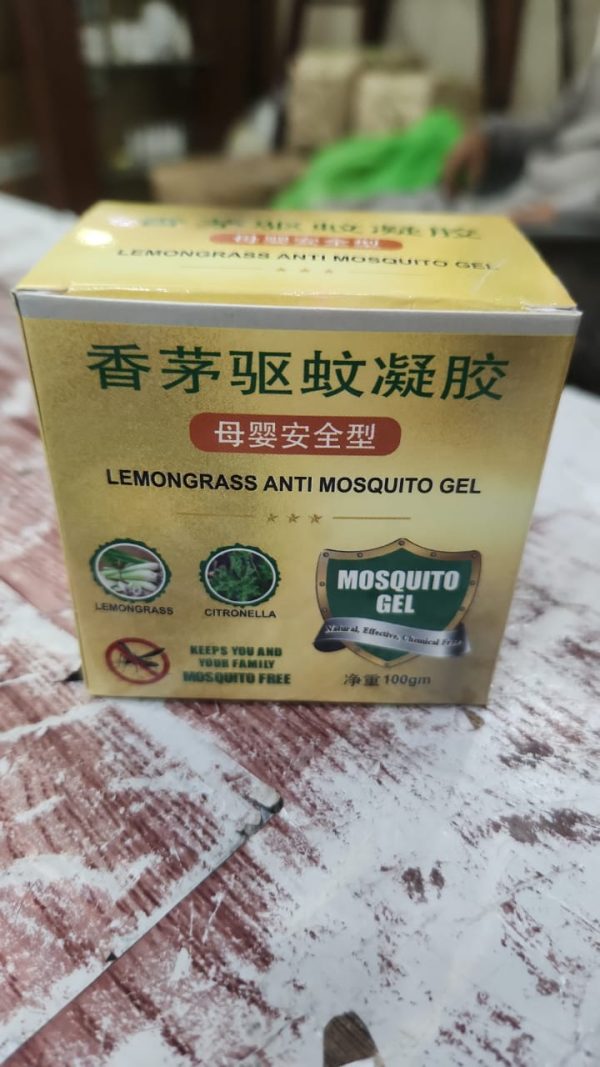 香茅驱蚊凝胶
母婴安全型
LEMONGRASS ANTI MOSQUITO GEL
香茅驱蚊凝胶
母婴安全型
LEMONGRASS ANTI MOSQUITO GEL
LEMONGRASS
CITRONELLA
MOSQUITO
GEL
Natural, Effective, Chemical Free
KEEPS YOU AND
YOUR FAMILY
MOSQUITO FREE
净重100gm